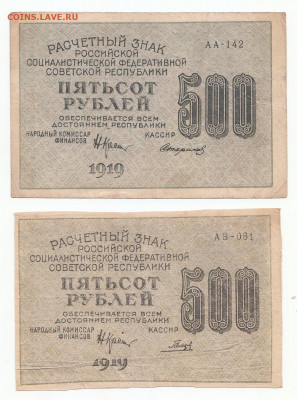 COINS.LAVE.RU
РАСЧЕТНЫЙ ЗНАК
РОССИЙСКОЙ
СОЦИАЛИСТИЧЕСКОЙ ФЕДЕРАТИВНОЙ
СОВЕТСКОЙ РЕСПУБЛИКИ
АА-142
ПЯТЬСОТ
РУБЛЕЙ
500
ОБЕСПЕЧИВАЕТСЯ ВСЕМ
ДОСТОЯНИЕМ РЕСПУБЛИКИ
НАРОДНЫЙ КОМИССАР
ФИНАНСОВ
КАССИР
1919
РАСЧЕТНЫЙ ЗНАК
РОССИЙСКОЙ
СОЦИАЛИСТИЧЕСКОЙ ФЕДЕРАТИВНОЙ
СОВЕТСКОЙ РЕСПУБЛИКИ
АВ-081
ПЯТЬСОТ
РУБЛЕЙ
500
ОБЕСПЕЧИВАЕТСЯ ВСЕМ
ДОСТОЯНИЕМ РЕСПУБЛИКИ
НАРОДНЫЙ КОМИССАР
ФИНАНСОВ
КАССИР
1919